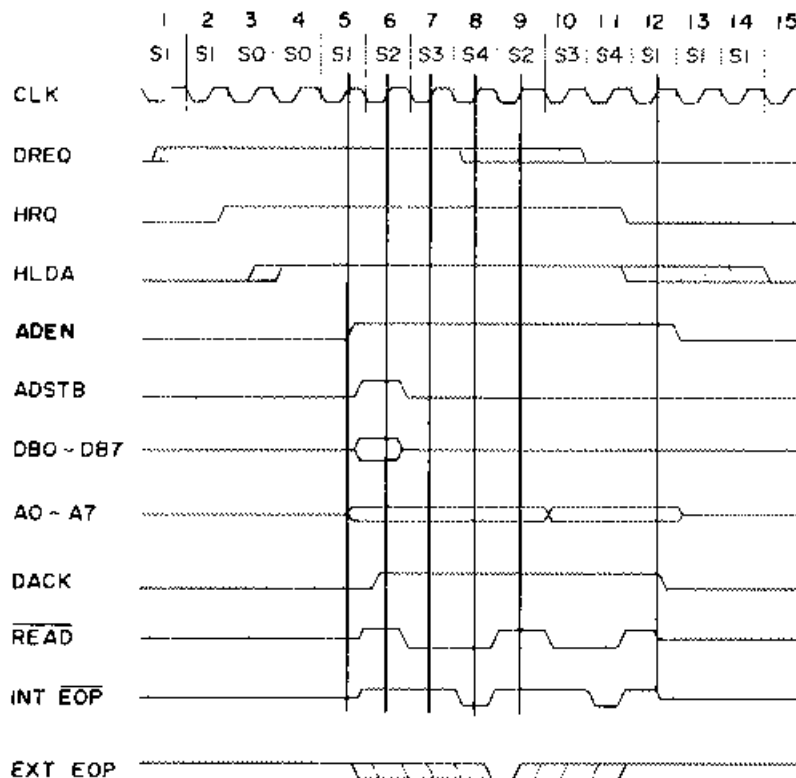 1 2 3 4 5 6 7 8 9 10 11 12 13 14 15
S1 S1 S0 S0 S1 S2 S3 S4 S2 S3 S4 S1 S1 S1
CLK
DREQ
HRQ
HLDA
ADEN
ADSTB
DB0 ~ DB7
A0 ~ A7
DACK
READ
INT EOP
EXT EOP